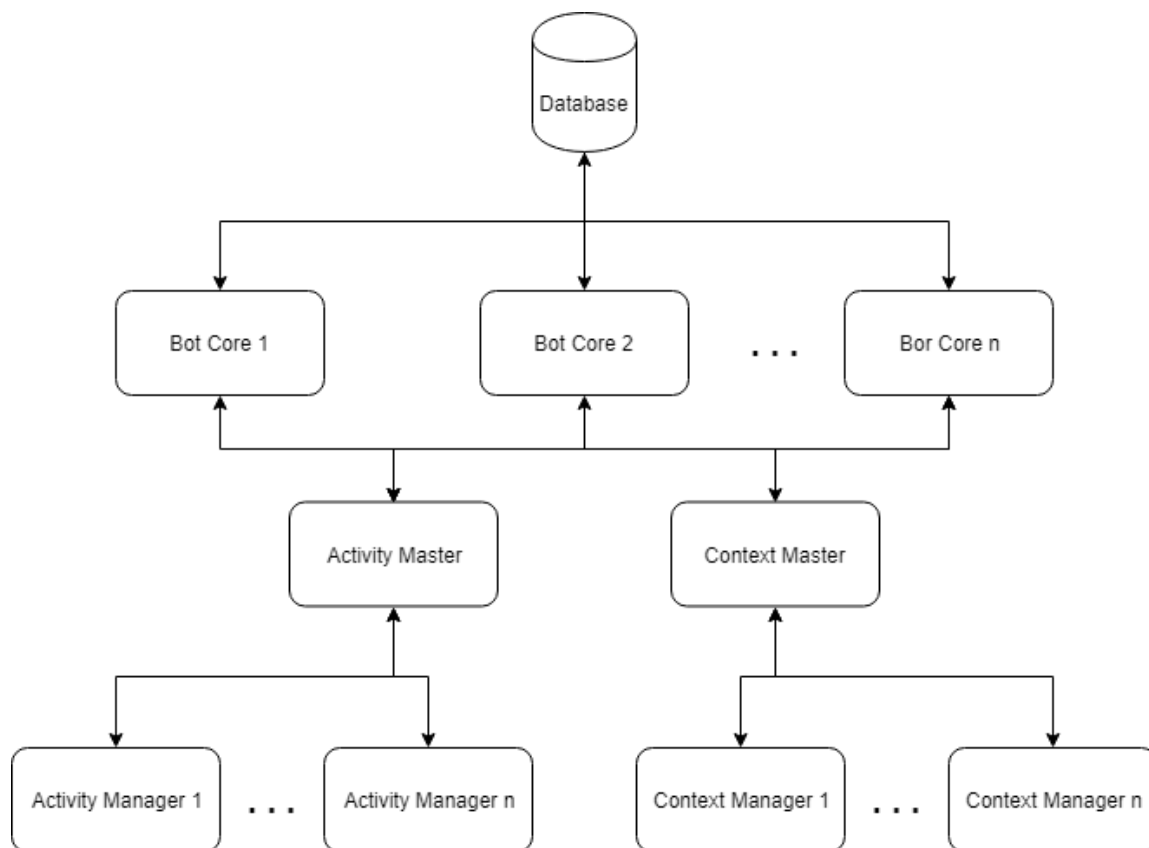 Database
Bot Core 1
Bot Core 2
. . .
Bor Core n
Activity Master
Context Master
Activity Manager 1
. . .
Activity Manager n
Context Manager 1
. . .
Context Manager n